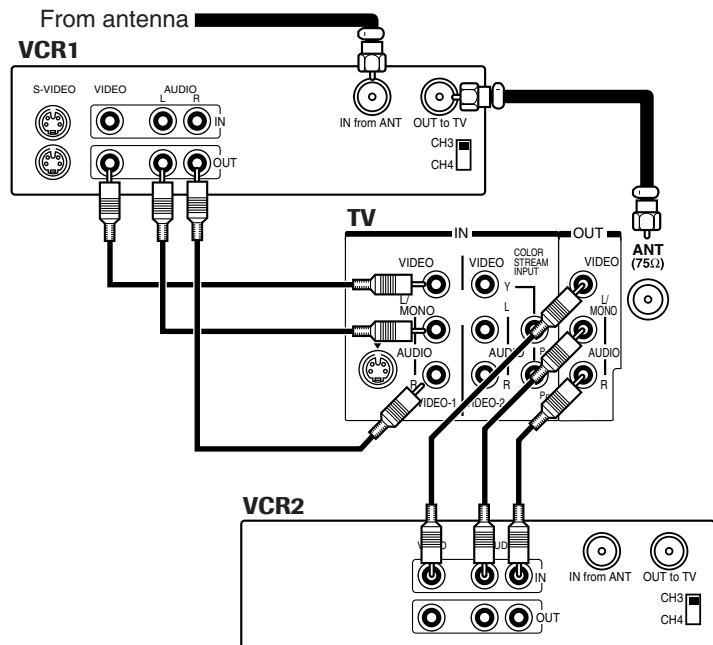 From antenna
VCR1
S-VIDEO VIDEO AUDIO
L R
IN
IN from ANT OUT to TV
OUT
CH3
CH4
TV
IN OUT
ANT
(75Ω)
VIDEO VIDEO COLOR STREAM INPUT VIDEO
Y
L/MONO L L/MONO
AUDIO AUDIO AUDIO
R R R
VIDEO-1
VCR2
IN
IN from ANT OUT to TV
OUT
CH3
CH4